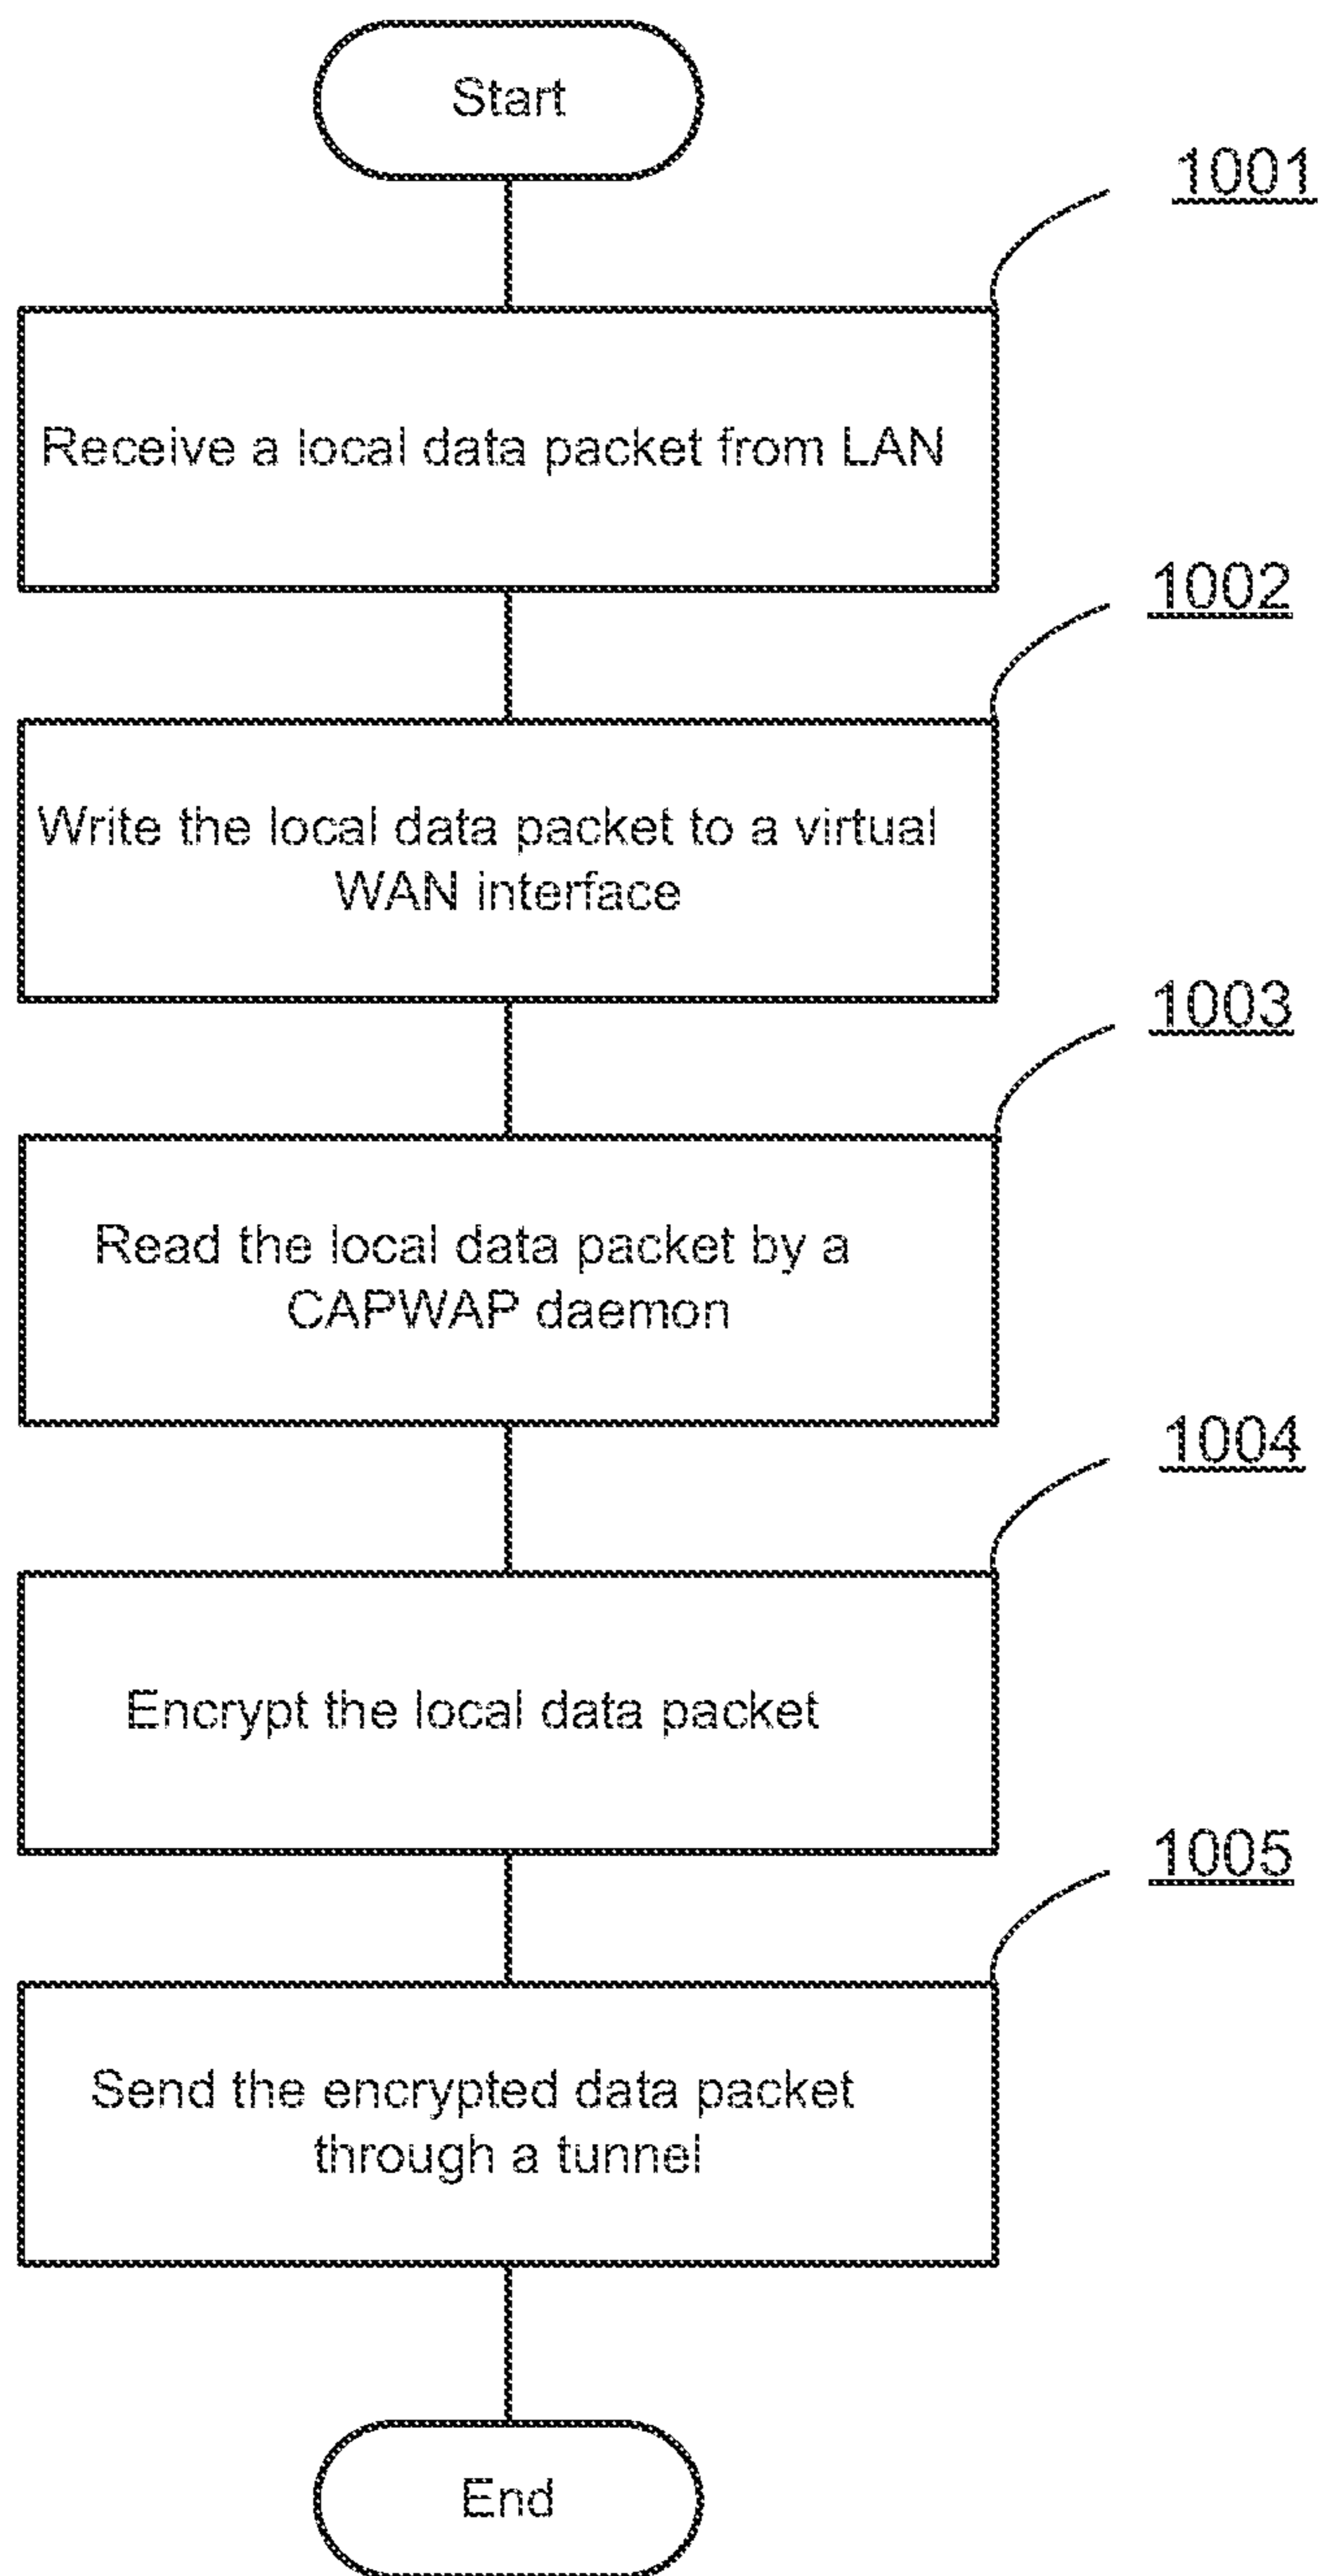 Start
1001
Receive a local data packet from LAN
1002
Write the local data packet to a virtual
WAN interface
1003
Read the local data packet by a
CAPWAP daemon
1004
Encrypt the local data packet
1005
Send the encrypted data packet
through a tunnel
End